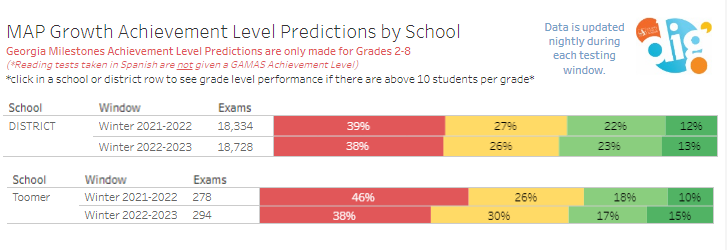 MAP Growth Achievement Level Predictions by School
Georgia Milestones Achievement Level Predictions are only made for Grades 2-8
(*Reading tests taken in Spanish are not given a GAMAS Achievement Level)
*click in a school or district row to see grade level performance if there are above 10 students per grade*
Data is updated
nightly during
each testing
window.
dig
School Window Exams
DISTRICT Winter 2021-2022 18,334 39% 27% 22% 12%
Winter 2022-2023 18,728 38% 26% 23% 13%
School Window Exams
Toomer Winter 2021-2022 278 46% 26% 18% 10%
Winter 2022-2023 294 38% 30% 17% 15%